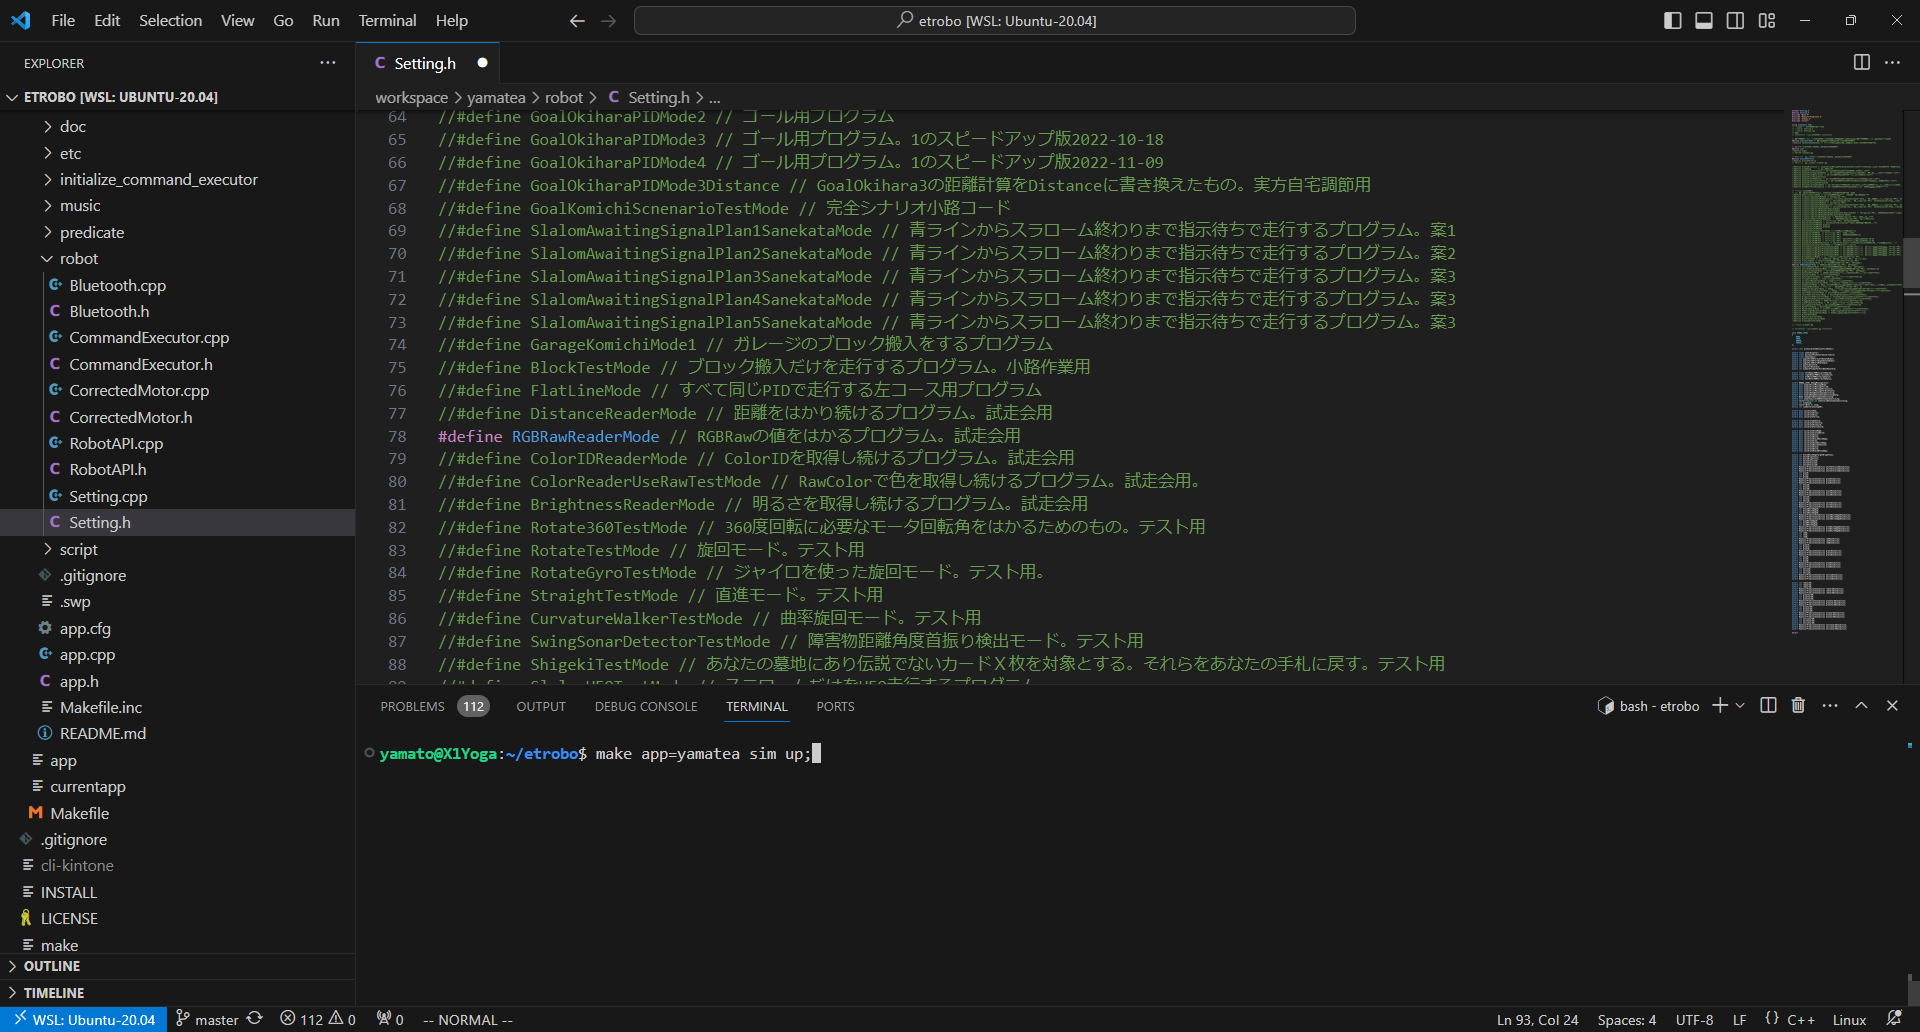 File Edit Selection View Go Run Terminal Help
etrobo [WSL: Ubuntu-20.04]
EXPLORER
ETROBO [WSL: UBUNTU-20.04]
doc
etc
initialize_command_executor
music
predicate
robot
Bluetooth.cpp
Bluetooth.h
CommandExecutor.cpp
CommandExecutor.h
CorrectedMotor.cpp
CorrectedMotor.h
RobotAPI.cpp
RobotAPI.h
Setting.cpp
Setting.h
script
.gitignore
.swp
app.cfg
app.cpp
app.h
Makefile.inc
README.md
app
currentapp
Makefile
.gitignore
cli-kintone
INSTALL
LICENSE
make
OUTLINE
TIMELINE
Setting.h
workspace > yamatea > robot > C Setting.h > ...
64 //#define GoalOkiharaPIDMode2 // ゴール用プログラム
65 //#define GoalOkiharaPIDMode3 // ゴール用プログラム。1のスピードアップ版2022-10-18
66 //#define GoalOkiharaPIDMode4 // ゴール用プログラム。1のスピードアップ版2022-11-09
67 //#define GoalOkiharaPIDMode3Distance // GoalOkihara3の距離計算をDistanceに書き換えたもの。実方自宅調節用
68 //#define GoalKomichiScnenarioTestMode // 完全シナリオ小路コード
69 //#define SlalomAwaitingSignalPlan1SanekataMode // 青ラインからスラローム終わりまで指示待ちで走行するプログラム。案1
70 //#define SlalomAwaitingSignalPlan2SanekataMode // 青ラインからスラローム終わりまで指示待ちで走行するプログラム。案2
71 //#define SlalomAwaitingSignalPlan3SanekataMode // 青ラインからスラローム終わりまで指示待ちで走行するプログラム。案3
72 //#define SlalomAwaitingSignalPlan4SanekataMode // 青ラインからスラローム終わりまで指示待ちで走行するプログラム。案3
73 //#define SlalomAwaitingSignalPlan5SanekataMode // 青ラインからスラローム終わりまで指示待ちで走行するプログラム。案3
74 //#define GarageKomichiMode1 // ガレージのブロック搬入をするプログラム
75 //#define BlockTestMode // ブロック搬入だけを走行するプログラム。小路作業用
76 //#define FlatLineMode // すべて同じPIDで走行する左コース用プログラム
77 //#define DistanceReaderMode // 距離をはかり続けるプログラム。試走会用
78 #define RGBRawReaderMode // RGBRawの値をはかるプログラム。試走会用
79 //#define ColorIDReaderMode // ColorIDを取得し続けるプログラム。試走会用
80 //#define ColorReaderUseRawTestMode // RawColorで色を取得し続けるプログラム。試走会用。
81 //#define BrightnessReaderMode // 明るさを取得し続けるプログラム。試走会用
82 //#define Rotate360TestMode // 360度回転に必要なモータ回転角をはかるためのもの。テスト用
83 //#define RotateTestMode // 旋回モード。テスト用
84 //#define RotateGyroTestMode // ジャイロを使った旋回モード。テスト用。
85 //#define StraightTestMode // 直進モード。テスト用
86 //#define CurvatureWalkerTestMode // 曲率旋回モード。テスト用
87 //#define SwingSonarDetectorTestMode // 障害物距離角度首振り検出モード。テスト用
88 //#define ShigekiTestMode // あなたの墓地にあり伝説でないカードＸ枚を対象とする。それらをあなたの手札に戻す。テスト用
PROBLEMS 112 OUTPUT DEBUG CONSOLE TERMINAL PORTS
bash - etrobo
yamato@X1Yoga:~/etrobo$ make app=yamatea sim up;
WSL: Ubuntu-20.04 master 112 0 0 -- NORMAL --
Ln 93, Col 24 Spaces: 4 UTF-8 LF {} C++ Linux